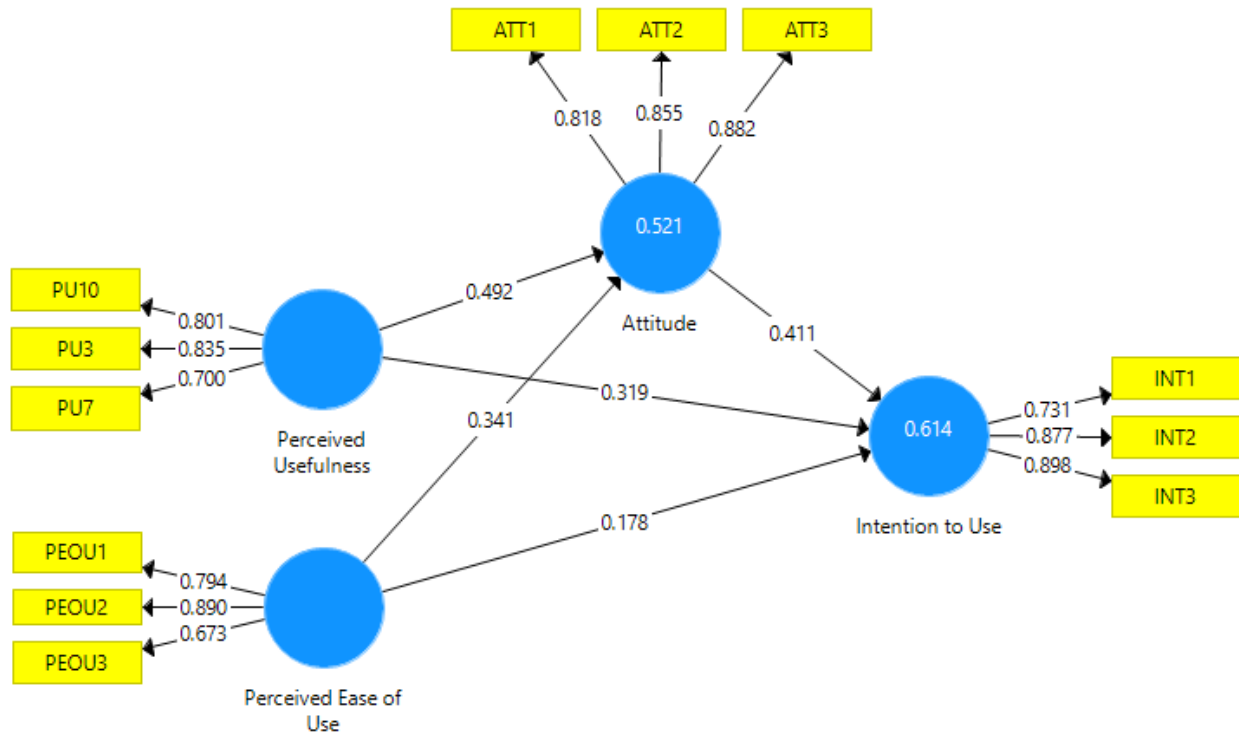 ATT1
ATT2
ATT3
0.818
0.855
0.882
0.521
Attitude
PU10
PU3
PU7
0.801
0.835
0.700
Perceived
Usefulness
0.492
0.411
0.319
0.341
0.178
0.614
Intention to Use
INT1
INT2
INT3
0.731
0.877
0.898
PEOU1
PEOU2
PEOU3
0.794
0.890
0.673
Perceived Ease of
Use